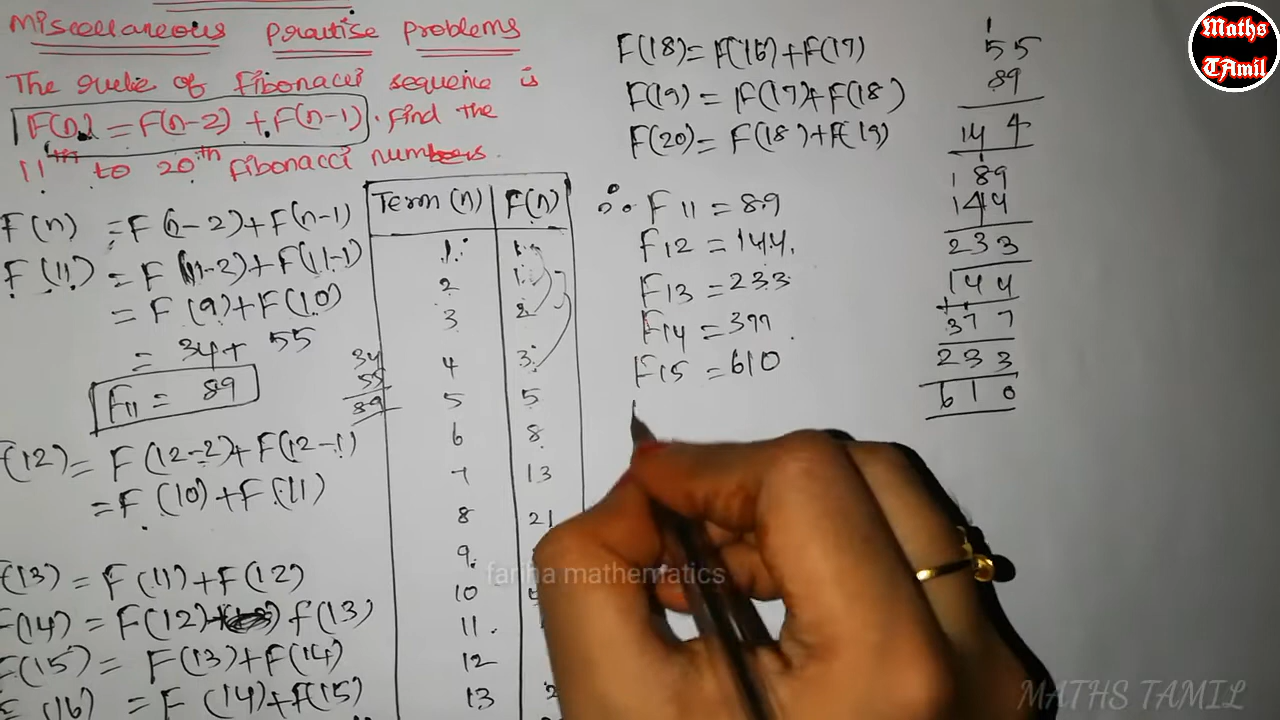 Miscellaneous Practise Problems
The rule of Fibonacci sequence is
F(n) = F(n-2) + F(n-1). Find the
11th to 20th Fibonacci numbers.
F(n) = F(n-2) + F(n-1)
F(11) = F(11-2) + F(11-1)
= F(9) + F(10)
= 34 + 55
F11 = 89
34
55
89
F(12) = F(12-2) + F(12-1)
= F(10) + F(11)
F(13) = F(11) + F(12)
F(14) = F(12) + F(13)
F(15) = F(13) + F(14)
F(16) = F(14) + F(15)
Term (n) F(n)
1 1
2 1
3 2
4 3
5 5
6 8
7 13
8 21
9
10
11
12
13 2
F(18) = F(16) + F(17)
F(19) = F(17) + F(18)
F(20) = F(18) + F(19)
∴ F11 = 89
F12 = 144.
F13 = 233
F14 = 377
F15 = 610
1
55
89
144
1
189
144
233
144
377
233
610
Maths
TAmil
fariha mathematics
MATHS TAMIL